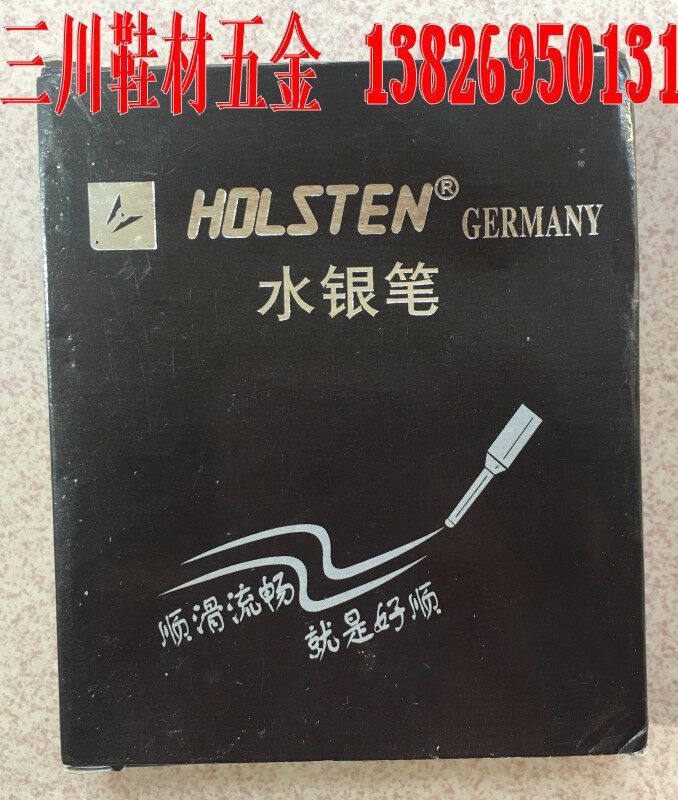 三川鞋材五金 13826950131
HOLSTEN® GERMANY
水银笔
顺滑流畅
就是好顺